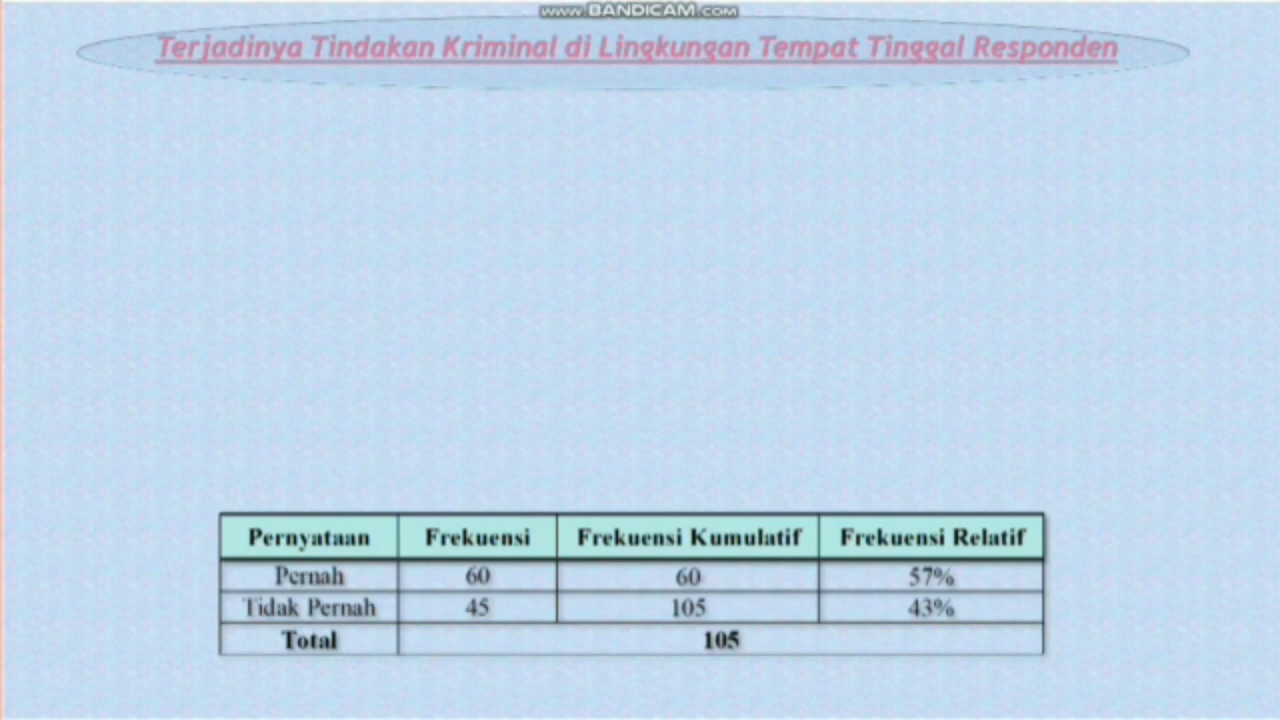 www.BANDICAM.com
Terjadinya Tindakan Kriminal di Lingkungan Tempat Tinggal Responden
Pernyataan Frekuensi Frekuensi Kumulatif Frekuensi Relatif
Pernah 60 60 57%
Tidak Pernah 45 105 43%
Total 105